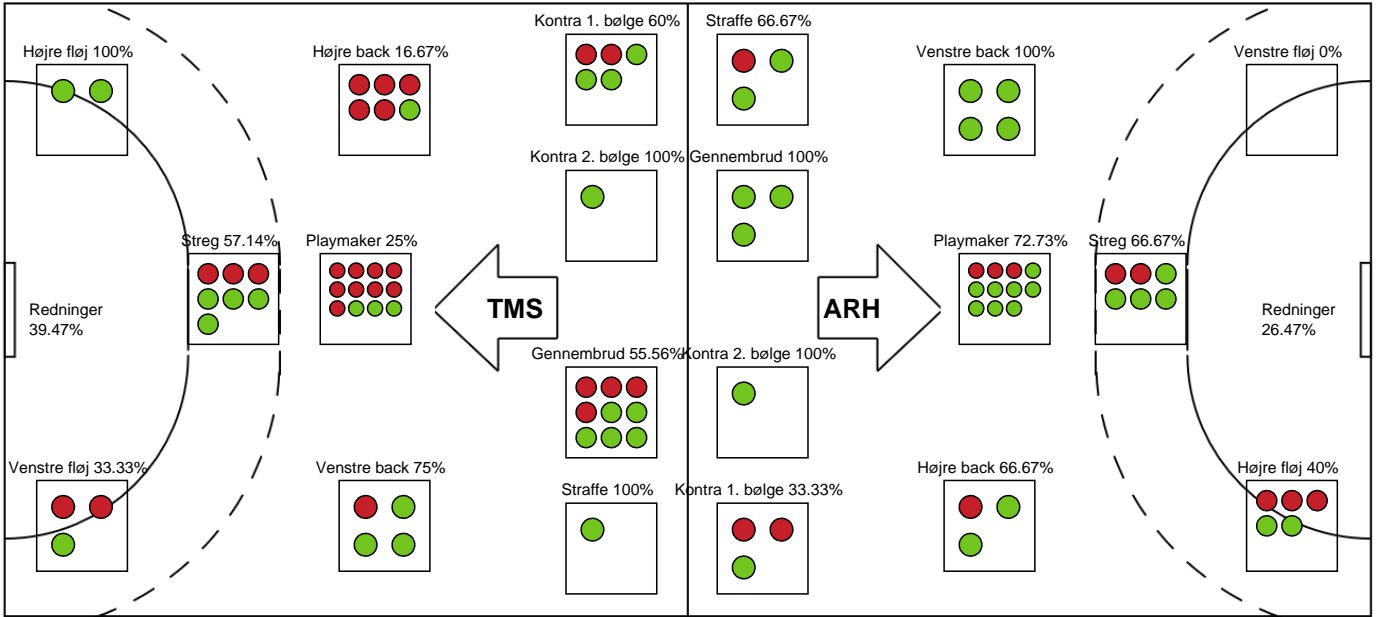 Kontra 1. bølge 60%
Straffe 66.67%
Højre fløj 100%
Højre back 16.67%
Venstre back 100%
Venstre fløj 0%
Kontra 2. bølge 100%
Gennembrud 100%
Streg 57.14%
Playmaker 25%
Playmaker 72.73%
Streg 66.67%
Redninger
39.47%
TMS
ARH
Redninger
26.47%
Gennembrud 55.56%
Kontra 2. bølge 100%
Venstre fløj 33.33%
Venstre back 75%
Straffe 100%
Kontra 1. bølge 33.33%
Højre back 66.67%
Højre fløj 40%